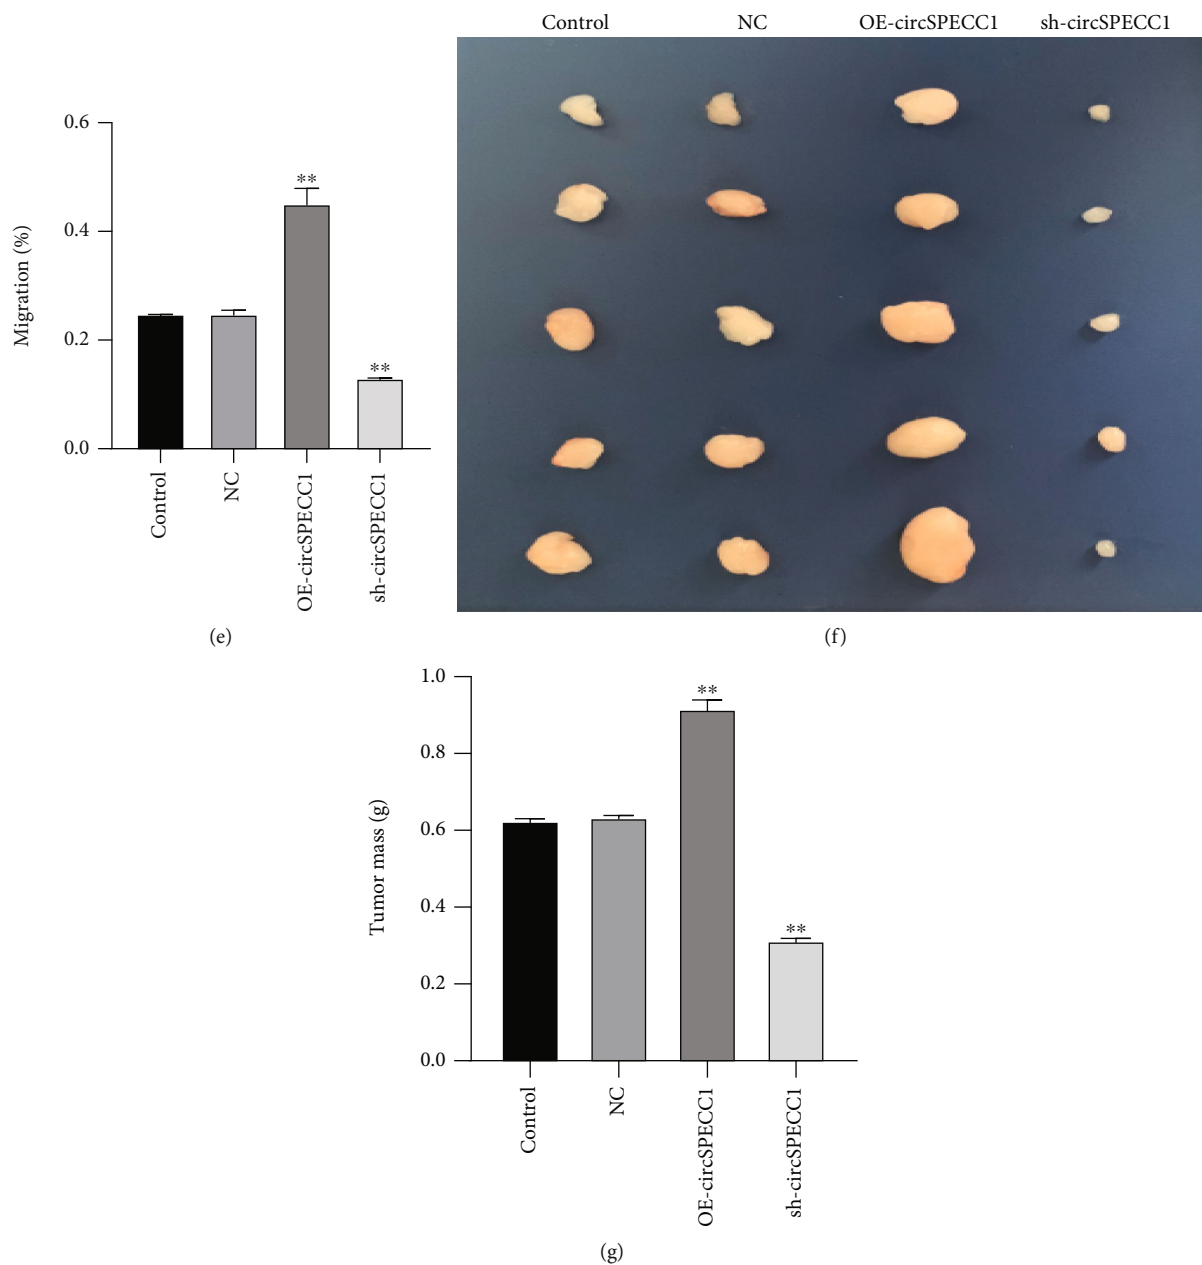 0.6
0.4
0.2
0.0
Migration (%)
**
**
Control
NC
OE-circSPECC1
sh-circSPECC1
(e)
Control NC OE-circSPECC1 sh-circSPECC1
(f)
1.0
0.8
0.6
0.4
0.2
0.0
Tumor mass (g)
**
**
Control
NC
OE-circSPECC1
sh-circSPECC1
(g)